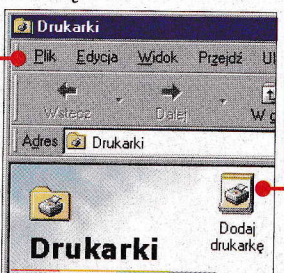 Drukarki
Plik Edycja Widok Przejdź
Wstecz Dalej
Adres Drukarki
Drukarki
Dodaj
drukarkę